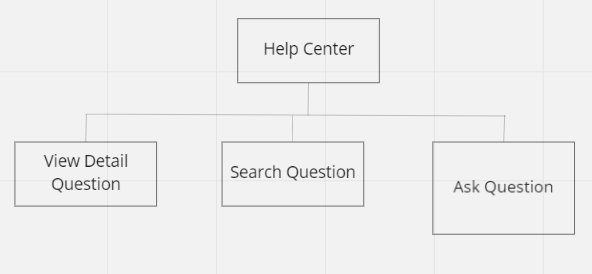 Help Center
View Detail
Question
Search Question
Ask Question